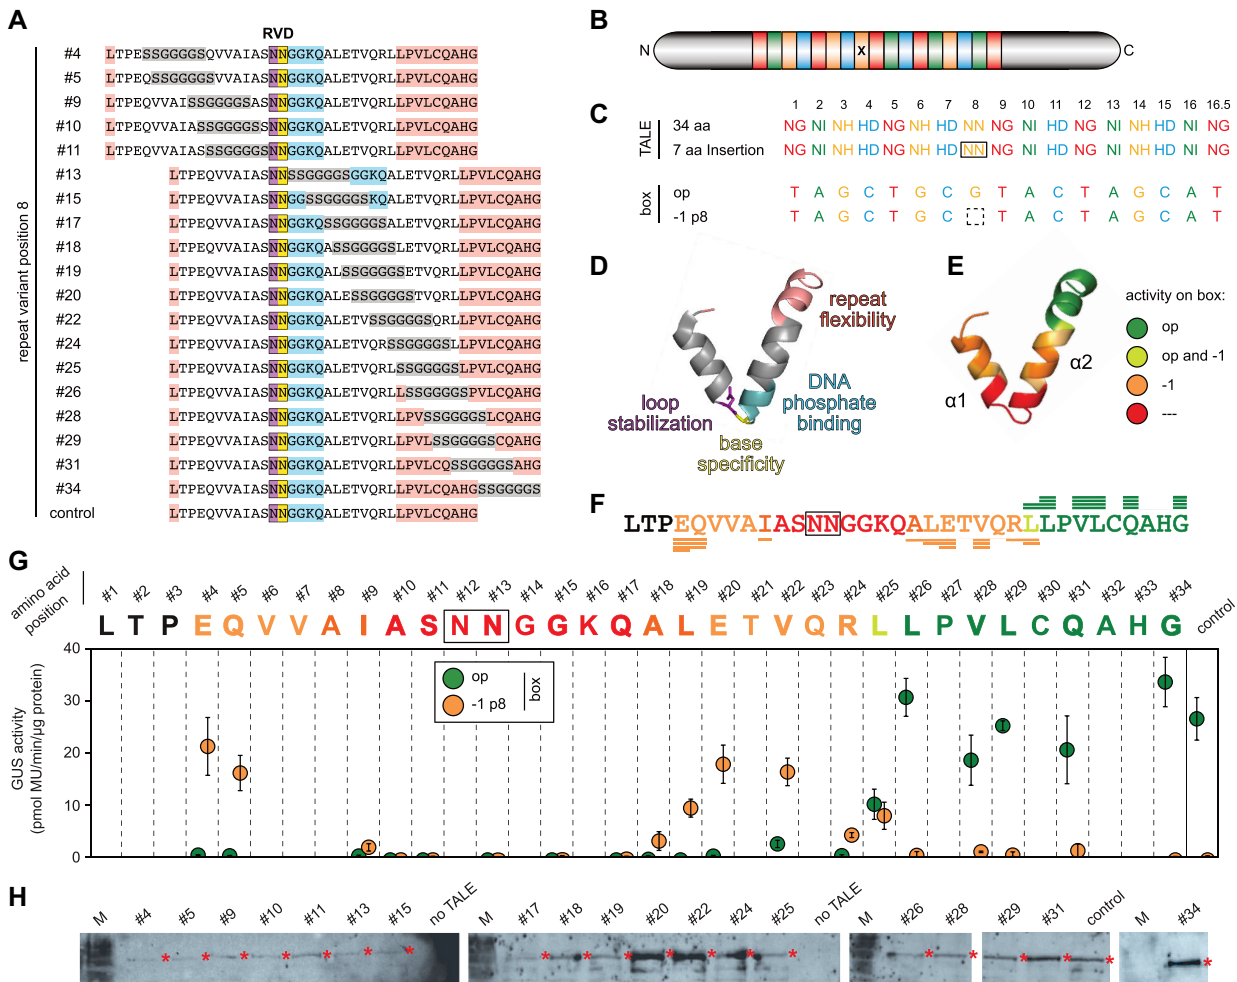 A
RVD
repeat variant position 8
#4 LTPESSGGGGSQVVAIASNNGGKQALETVQRLLPVLCQAHG
#5 LTPEQSSGGGGSVVAIASNNGGKQALETVQRLLPVLCQAHG
#9 LTPEQVVAISSGGGGSASNNGGKQALETVQRLLPVLCQAHG
#10 LTPEQVVAIASSGGGGSSNNGGKQALETVQRLLPVLCQAHG
#11 LTPEQVVAIASSSGGGGSNNGGKQALETVQRLLPVLCQAHG
#13 LTPEQVVAIASNNSSGGGGSGGKQALETVQRLLPVLCQAHG
#15 LTPEQVVAIASNNGGSSGGGGSKQALETVQRLLPVLCQAHG
#17 LTPEQVVAIASNNGGKQSSGGGGSALETVQRLLPVLCQAHG
#18 LTPEQVVAIASNNGGKQASSGGGGSLETVQRLLPVLCQAHG
#19 LTPEQVVAIASNNGGKQALSSGGGGSETVQRLLPVLCQAHG
#20 LTPEQVVAIASNNGGKQALESSGGGGSTVQRLLPVLCQAHG
#22 LTPEQVVAIASNNGGKQALETVSSGGGGSQRLLPVLCQAHG
#24 LTPEQVVAIASNNGGKQALETVQRSSGGGGSLLPVLCQAHG
#25 LTPEQVVAIASNNGGKQALETVQRLSSGGGGSLPVLCQAHG
#26 LTPEQVVAIASNNGGKQALETVQRLLSSGGGGSPVLCQAHG
#28 LTPEQVVAIASNNGGKQALETVQRLLPVSSGGGGSLCQAHG
#29 LTPEQVVAIASNNGGKQALETVQRLLPVLSSGGGGSCQAHG
#31 LTPEQVVAIASNNGGKQALETVQRLLPVLCQSSGGGGSAHG
#34 LTPEQVVAIASNNGGKQALETVQRLLPVLCQAHGSSGGGGS
control LTPEQVVAIASNNGGKQALETVQRLLPVLCQAHG
B
N X C
C
1 2 3 4 5 6 7 8 9 10 11 12 13 14 15 16 16.5
TALE
34 aa NG NI NH HD NG NH HD NN NG NI HD NG NI NH HD NI NG
7 aa Insertion NG NI NH HD NG NH HD NN NG NI HD NG NI NH HD NI NG
box
op T A G C T G C G T A C T A G C A T
-1 p8 T A G C T G C T A C T A G C A T
D
repeat
flexibility
DNA
phosphate
binding
loop
stabilization
base
specificity
E
α1
α2
activity on box:
op
op and -1
-1
---
F
LTPEQVVAIASNNGGKQALETVQRLLPVLCQAHG
G
amino acid
position
#1 #2 #3 #4 #5 #6 #7 #8 #9 #10 #11 #12 #13 #14 #15 #16 #17 #18 #19 #20 #21 #22 #23 #24 #25 #26 #27 #28 #29 #30 #31 #32 #33 #34 control
L T P E Q V V A I A S N N G G K Q A L E T V Q R L L P V L C Q A H G
GUS activity
(pmol MU/min/µg protein)
40
30
20
10
0
op
-1 p8
box
H
M #4 #5 #9 #10 #11 #13 #15 no TALE M #17 #18 #19 #20 #22 #24 #25 no TALE M #26 #28 #29 #31 control M #34
* * * * * * * * * * * * * * * * * * *